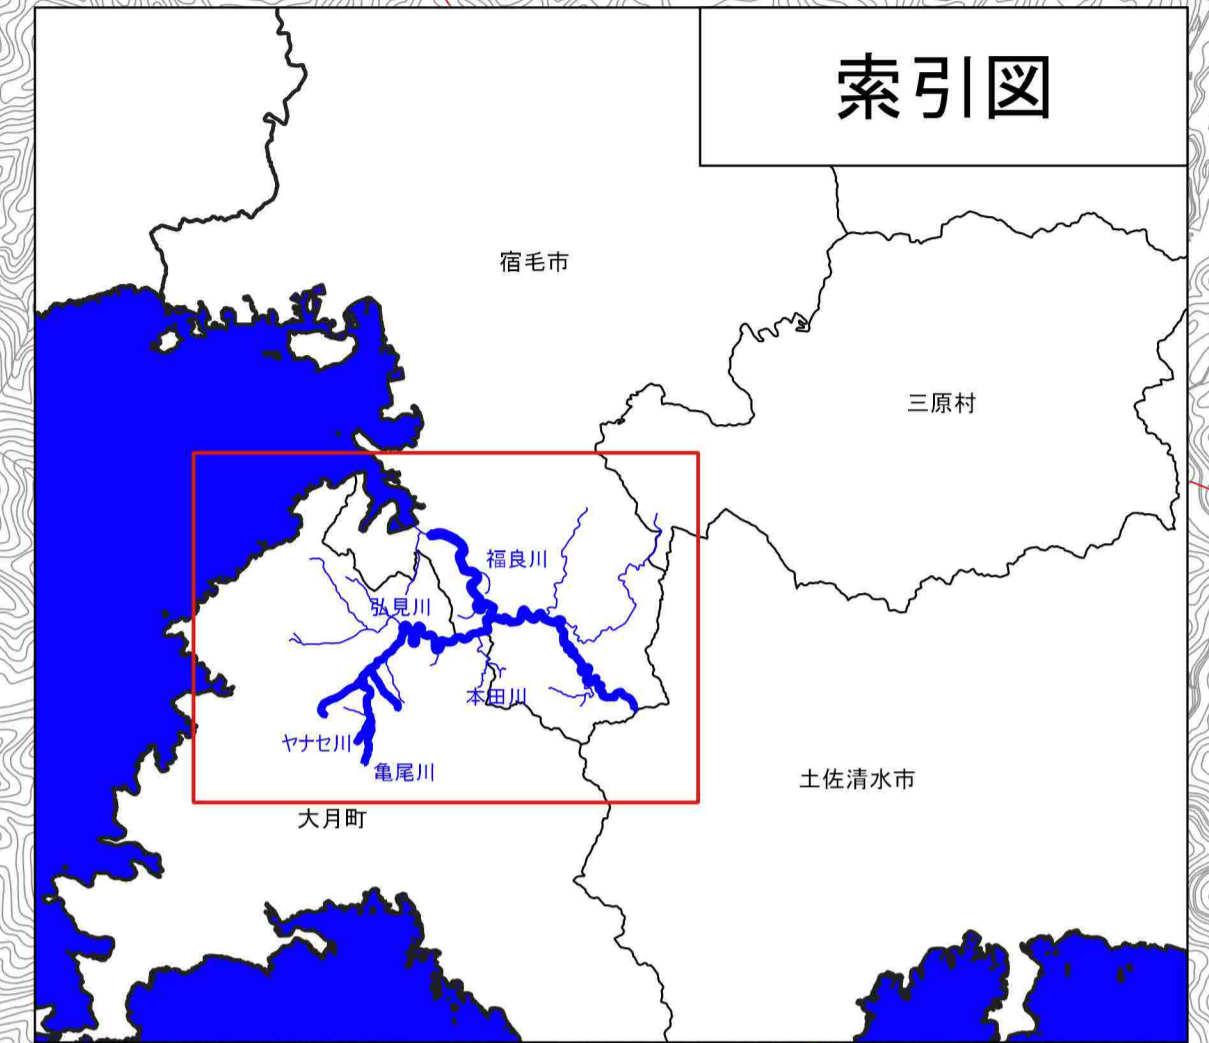 索引図
宿毛市
三原村
福良川
弘見川
本田川
ヤナセ川
亀尾川
土佐清水市
大月町